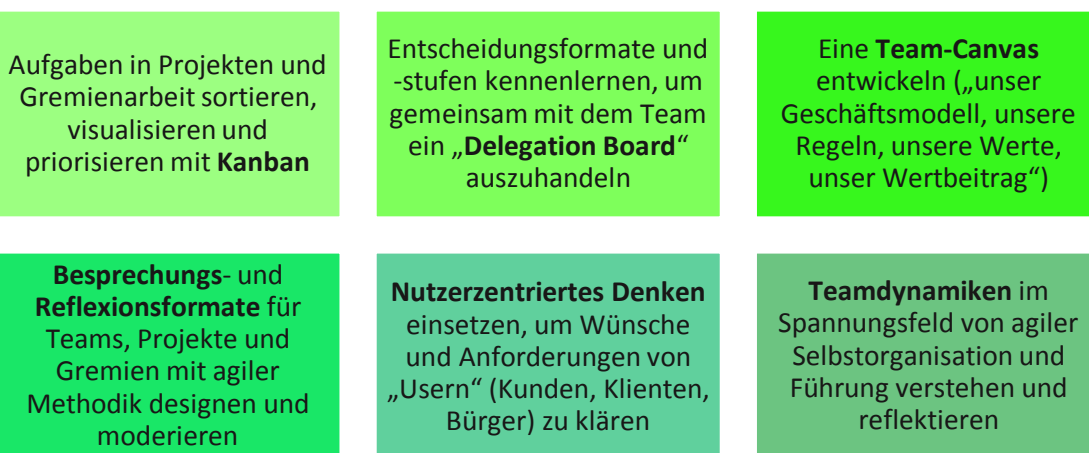 Aufgaben in Projekten und
Gremienarbeit sortieren,
visualisieren und
priorisieren mit Kanban
Entscheidungsformate und
-stufen kennenlernen, um
gemeinsam mit dem Team
ein „Delegation Board“
auszuhandeln
Eine Team-Canvas
entwickeln („unser
Geschäftsmodell, unsere
Regeln, unsere Werte,
unser Wertbeitrag“)
Besprechungs- und
Reflexionsformate für
Teams, Projekte und
Gremien mit agiler
Methodik designen und
moderieren
Nutzerzentriertes Denken
einsetzen, um Wünsche
und Anforderungen von
„Usern“ (Kunden, Klienten,
Bürger) zu klären
Teamdynamiken im
Spannungsfeld von agiler
Selbstorganisation und
Führung verstehen und
reflektieren